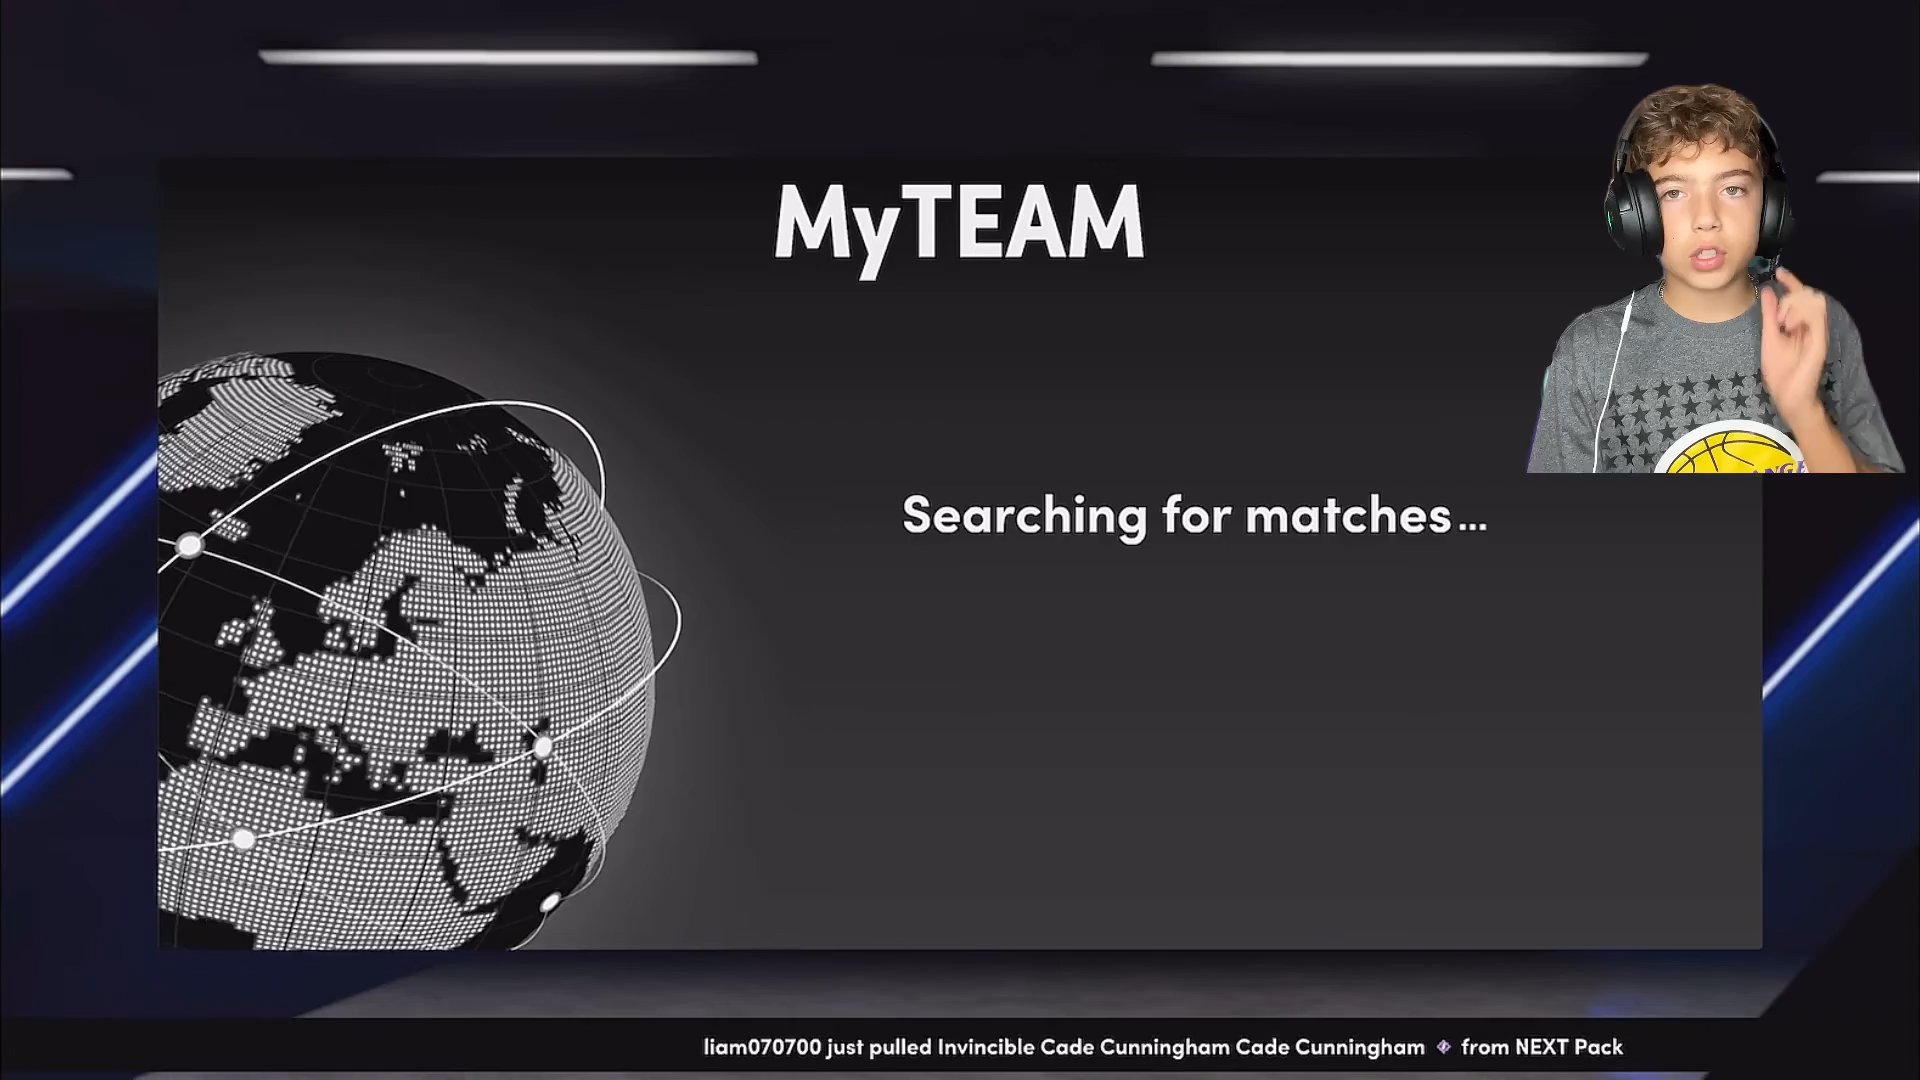 MyTEAM
Searching for matches...
liam070700 just pulled Invincible Cade Cunningham Cade Cunningham from NEXT Pack